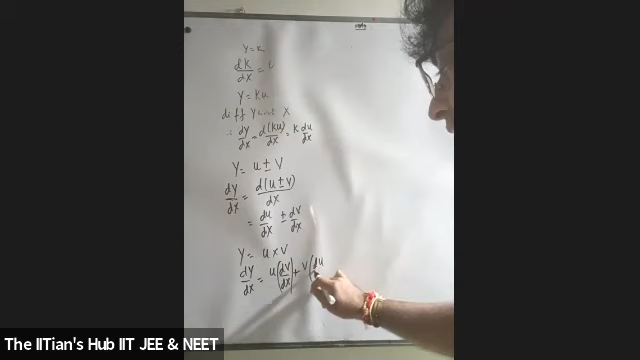 Y = K
dK/dx =
Y = Ku
diff Y wrt X
∴ dY/dx = d(Ku)/dx = K du/dx
Y = u ± V
dY/dx = d(u ± V)/dx
= du/dx ± dV/dx
Y = u × V
dY/dx = u(dV/dx) + V(du
The IITian's Hub IIT JEE & NEET